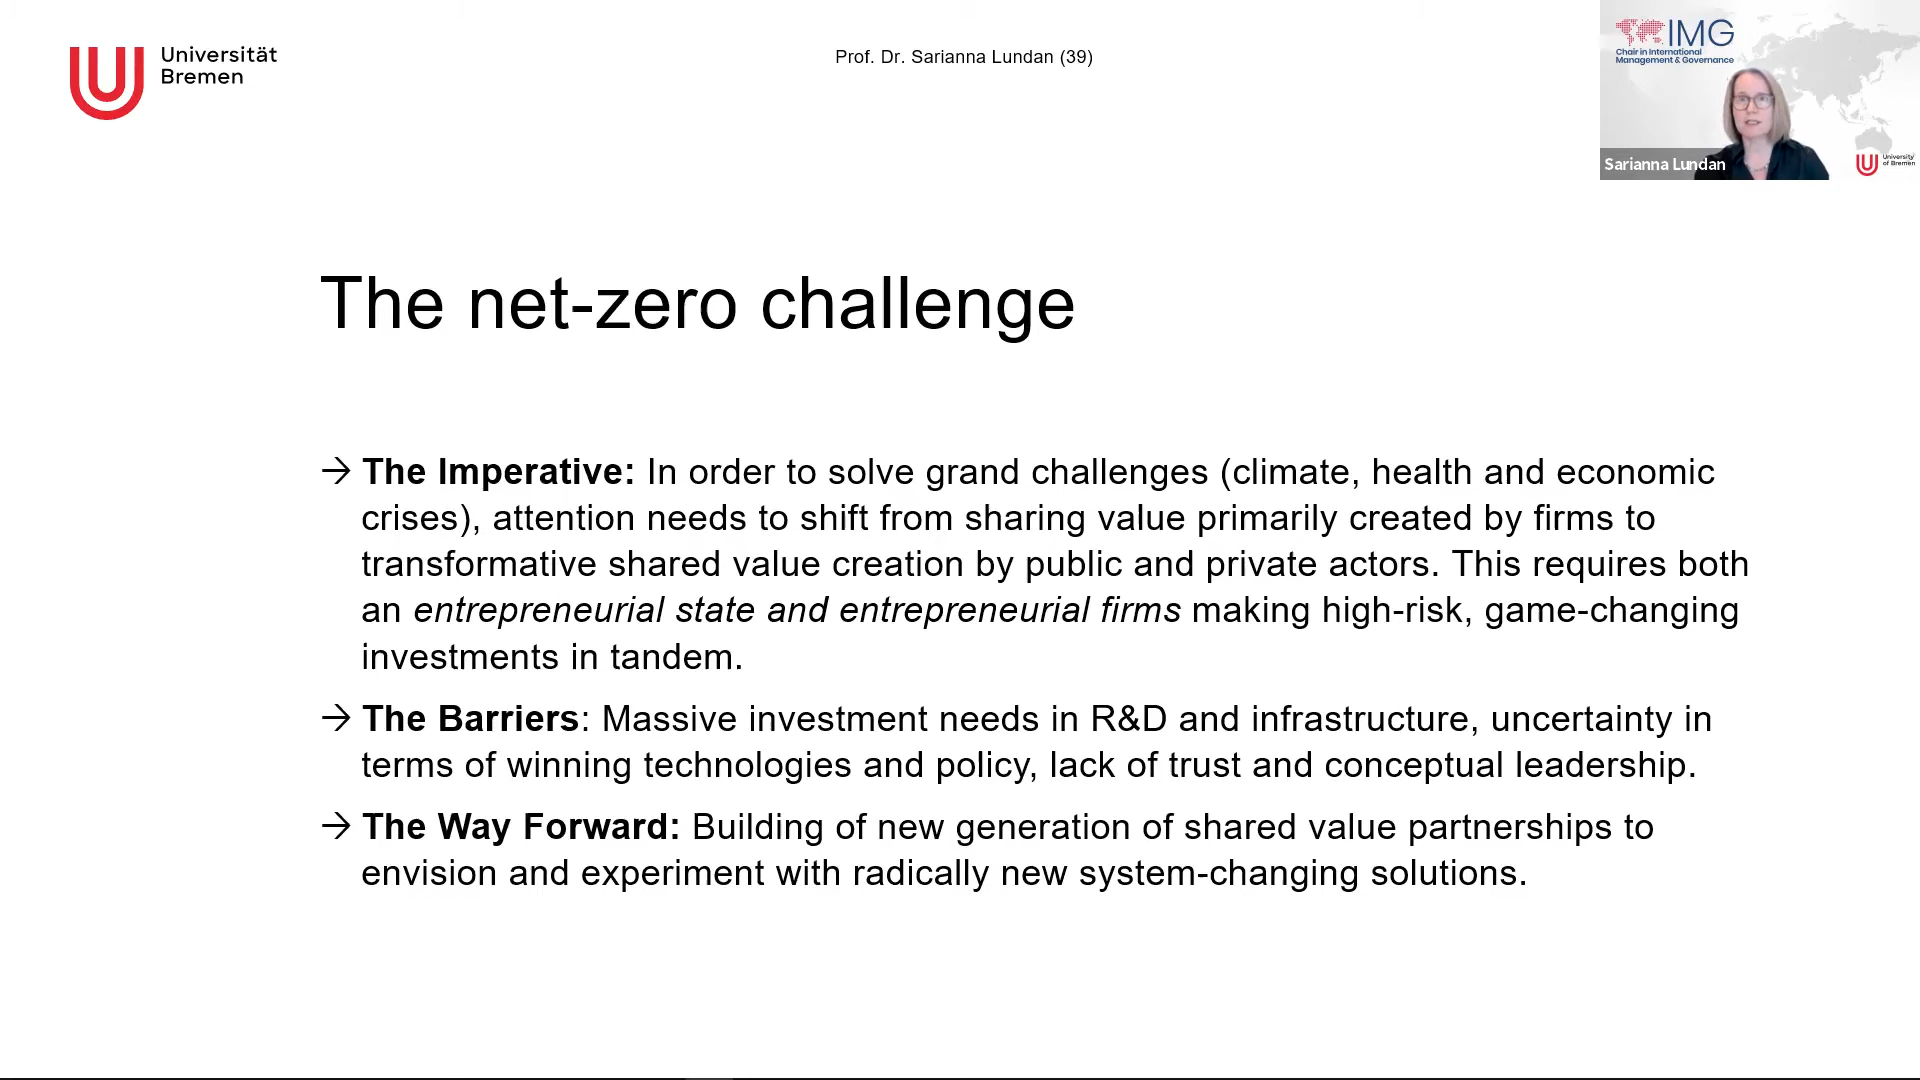 Universität
Bremen
Prof. Dr. Sarianna Lundan (39)
IMG
Chair in International
Management & Governance
Sarianna Lundan
University
of Bremen
The net-zero challenge
→ The Imperative: In order to solve grand challenges (climate, health and economic
crises), attention needs to shift from sharing value primarily created by firms to
transformative shared value creation by public and private actors. This requires both
an entrepreneurial state and entrepreneurial firms making high-risk, game-changing
investments in tandem.
→ The Barriers: Massive investment needs in R&D and infrastructure, uncertainty in
terms of winning technologies and policy, lack of trust and conceptual leadership.
→ The Way Forward: Building of new generation of shared value partnerships to
envision and experiment with radically new system-changing solutions.